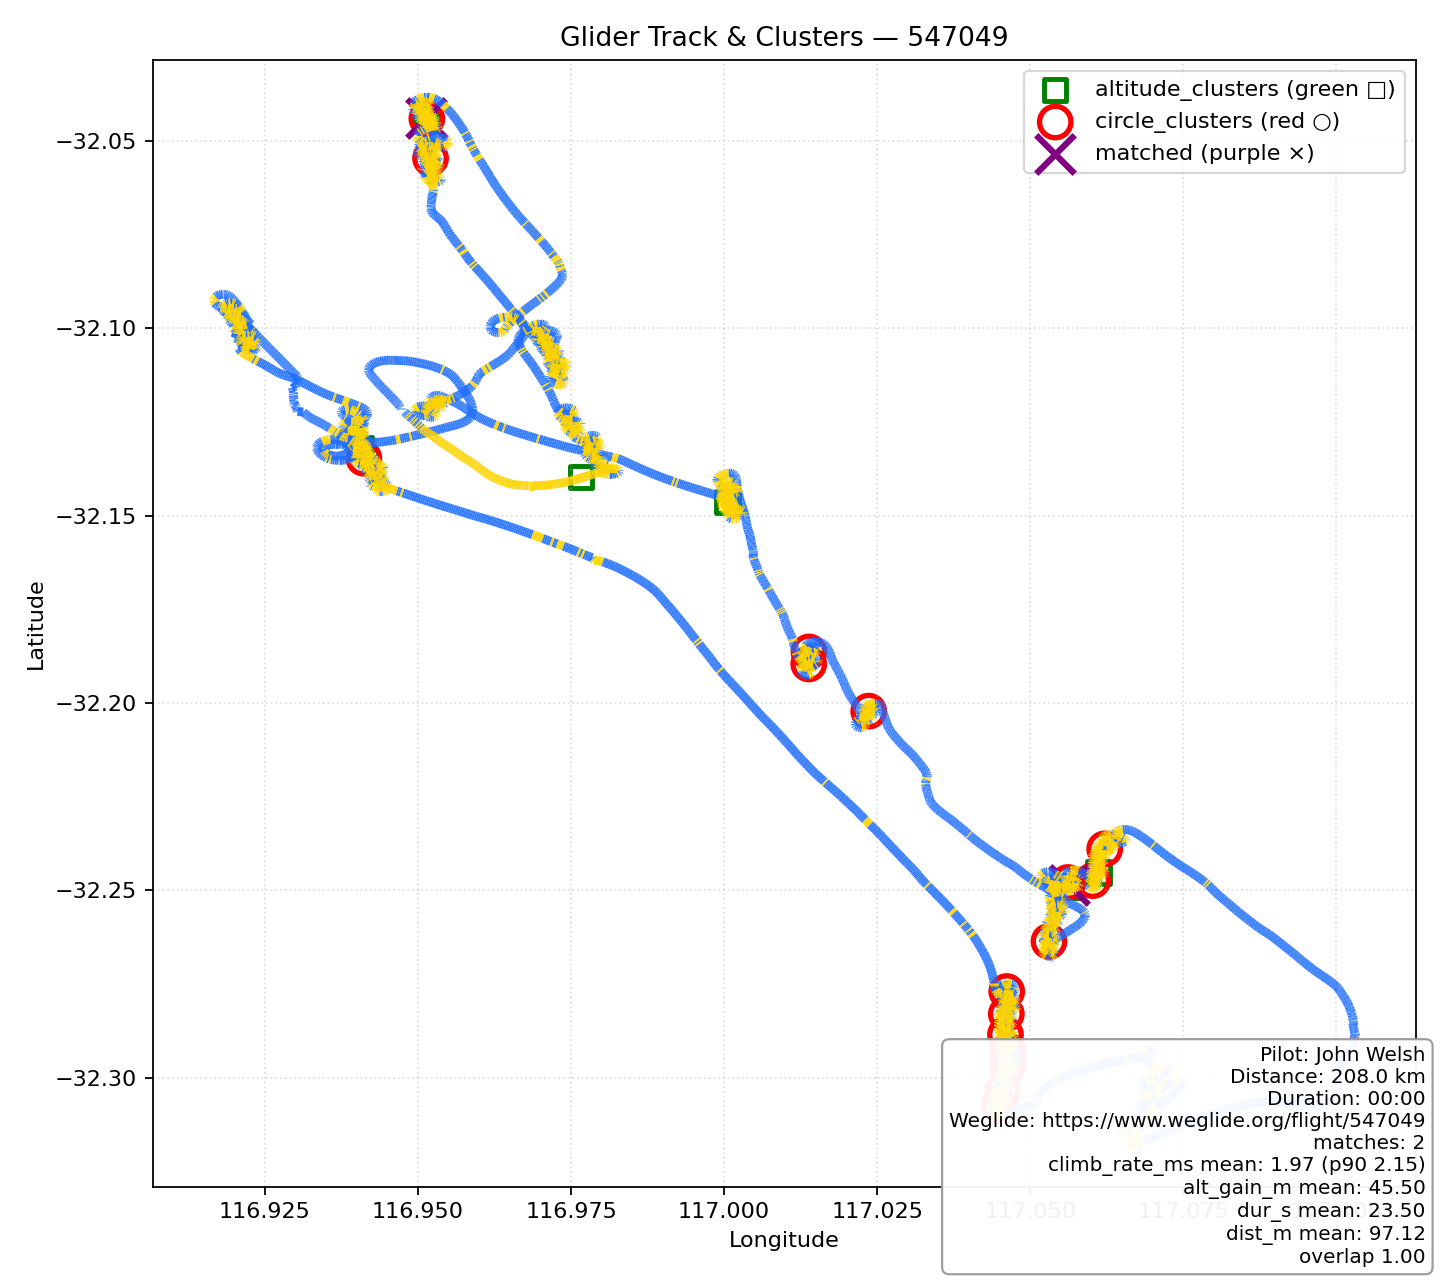 Glider Track & Clusters — 547049
altitude_clusters (green □)
circle_clusters (red ○)
matched (purple ×)
−32.05
−32.10
−32.15
−32.20
−32.25
−32.30
Latitude
116.925
116.950
116.975
117.000
117.025
117.050
117.075
Longitude
Pilot: John Welsh
Distance: 208.0 km
Duration: 00:00
Weglide: https://www.weglide.org/flight/547049
matches: 2
climb_rate_ms mean: 1.97 (p90 2.15)
alt_gain_m mean: 45.50
dur_s mean: 23.50
dist_m mean: 97.12
overlap 1.00